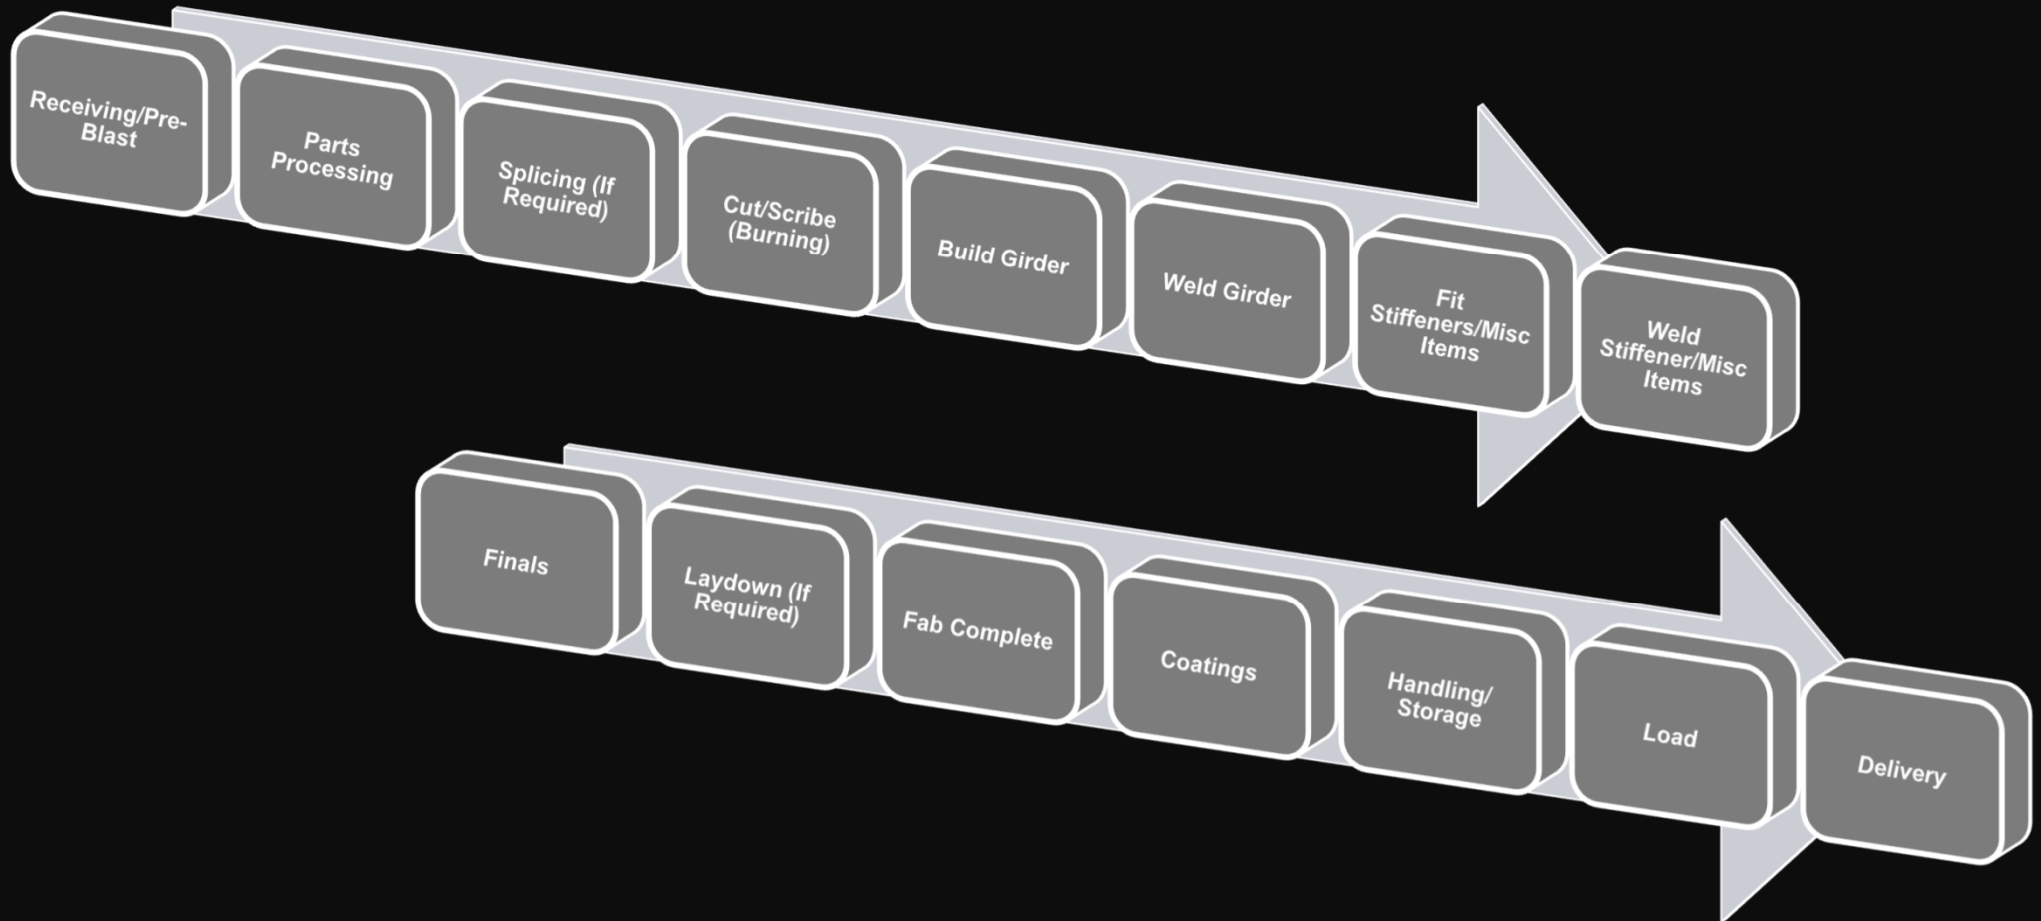 Receiving/Pre-
Blast
Parts
Processing
Splicing (If
Required)
Cut/Scribe
(Burning)
Build Girder
Weld Girder
Fit
Stiffeners/Misc
Items
Weld
Stiffener/Misc
Items
Finals
Laydown (If
Required)
Fab Complete
Coatings
Handling/
Storage
Load
Delivery